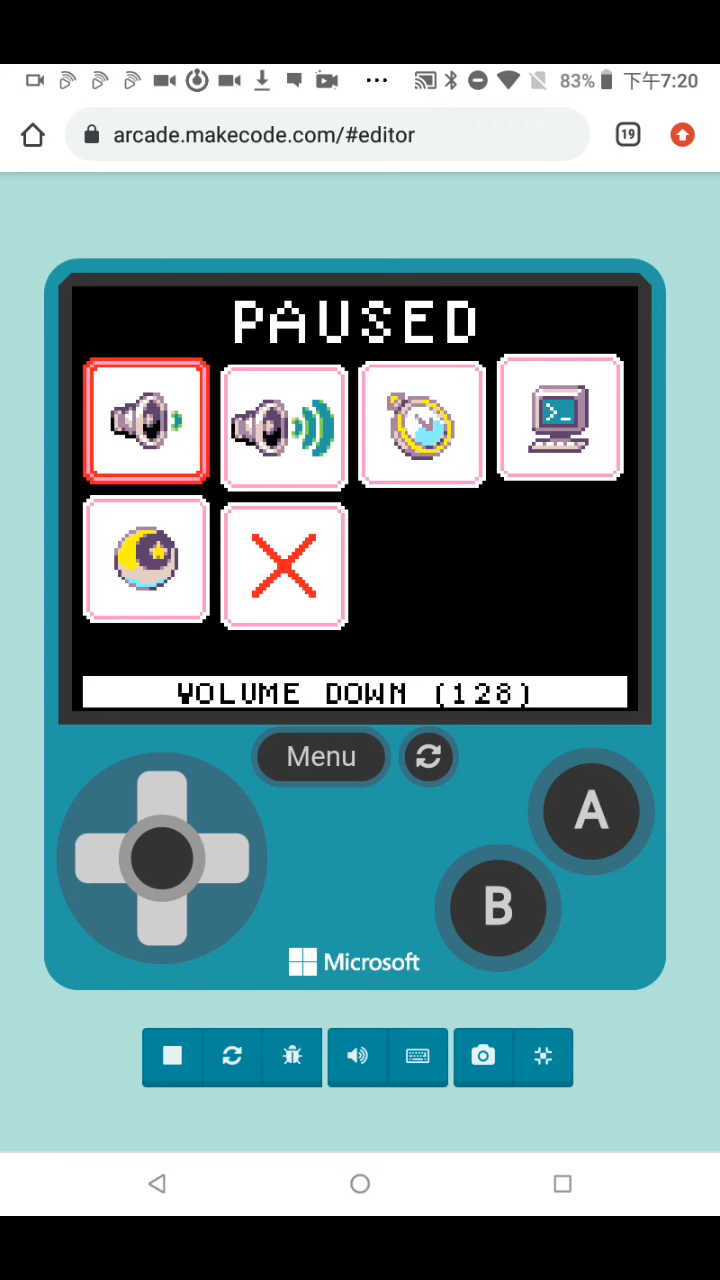 83% 下午7:20
arcade.makecode.com/#editor
19
PAUSED
>_
VOLUME DOWN (128)
Menu
A
B
Microsoft